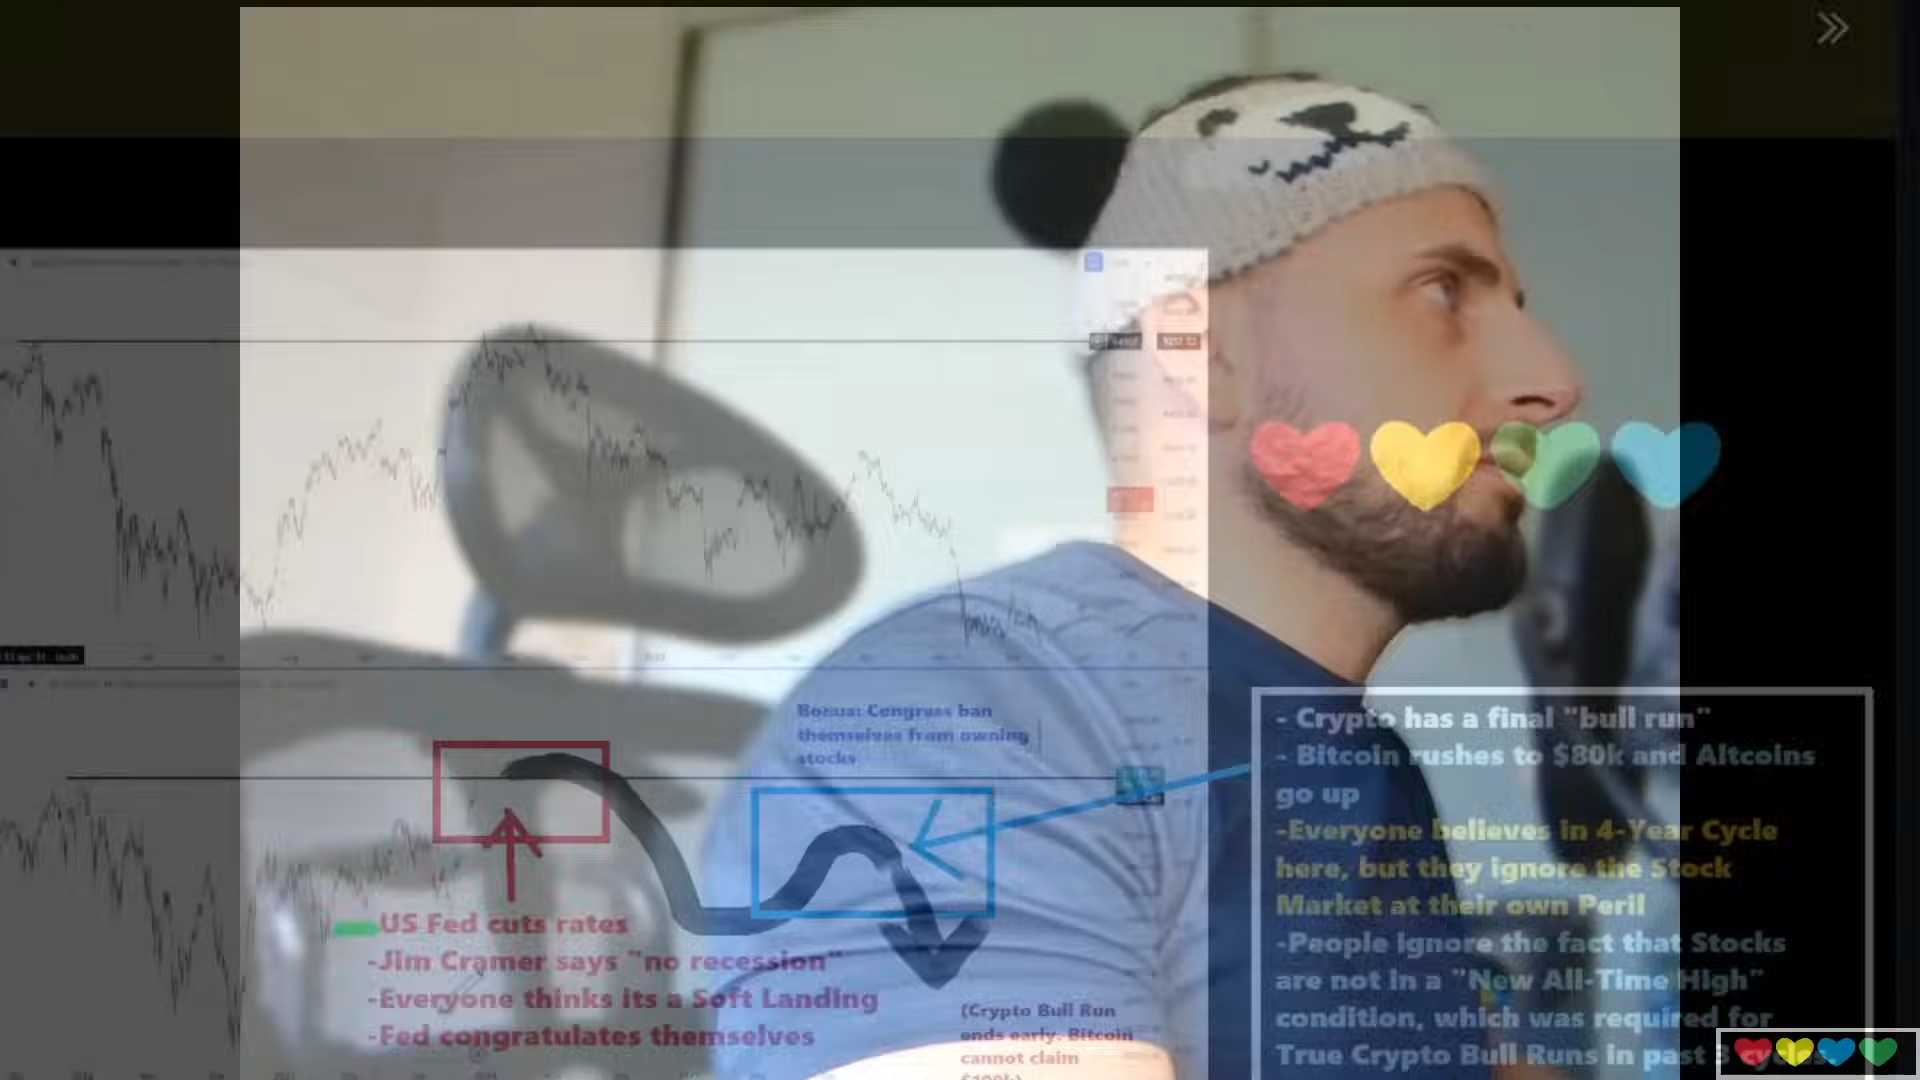 Bonus: Congress ban
themselves from owning
stocks
- Crypto has a final "bull run"
- Bitcoin rushes to $80k and Altcoins
go up
-Everyone believes in 4-Year Cycle
here, but they ignore the Stock
Market at their own Peril
-People ignore the fact that Stocks
are not in a "New All-Time High"
condition, which was required for
True Crypto Bull Runs in past 3 cycles.
US Fed cuts rates
-Jim Cramer says "no recession"
-Everyone thinks its a Soft Landing
-Fed congratulates themselves
(Crypto Bull Run
ends early. Bitcoin
cannot claim
$100k)